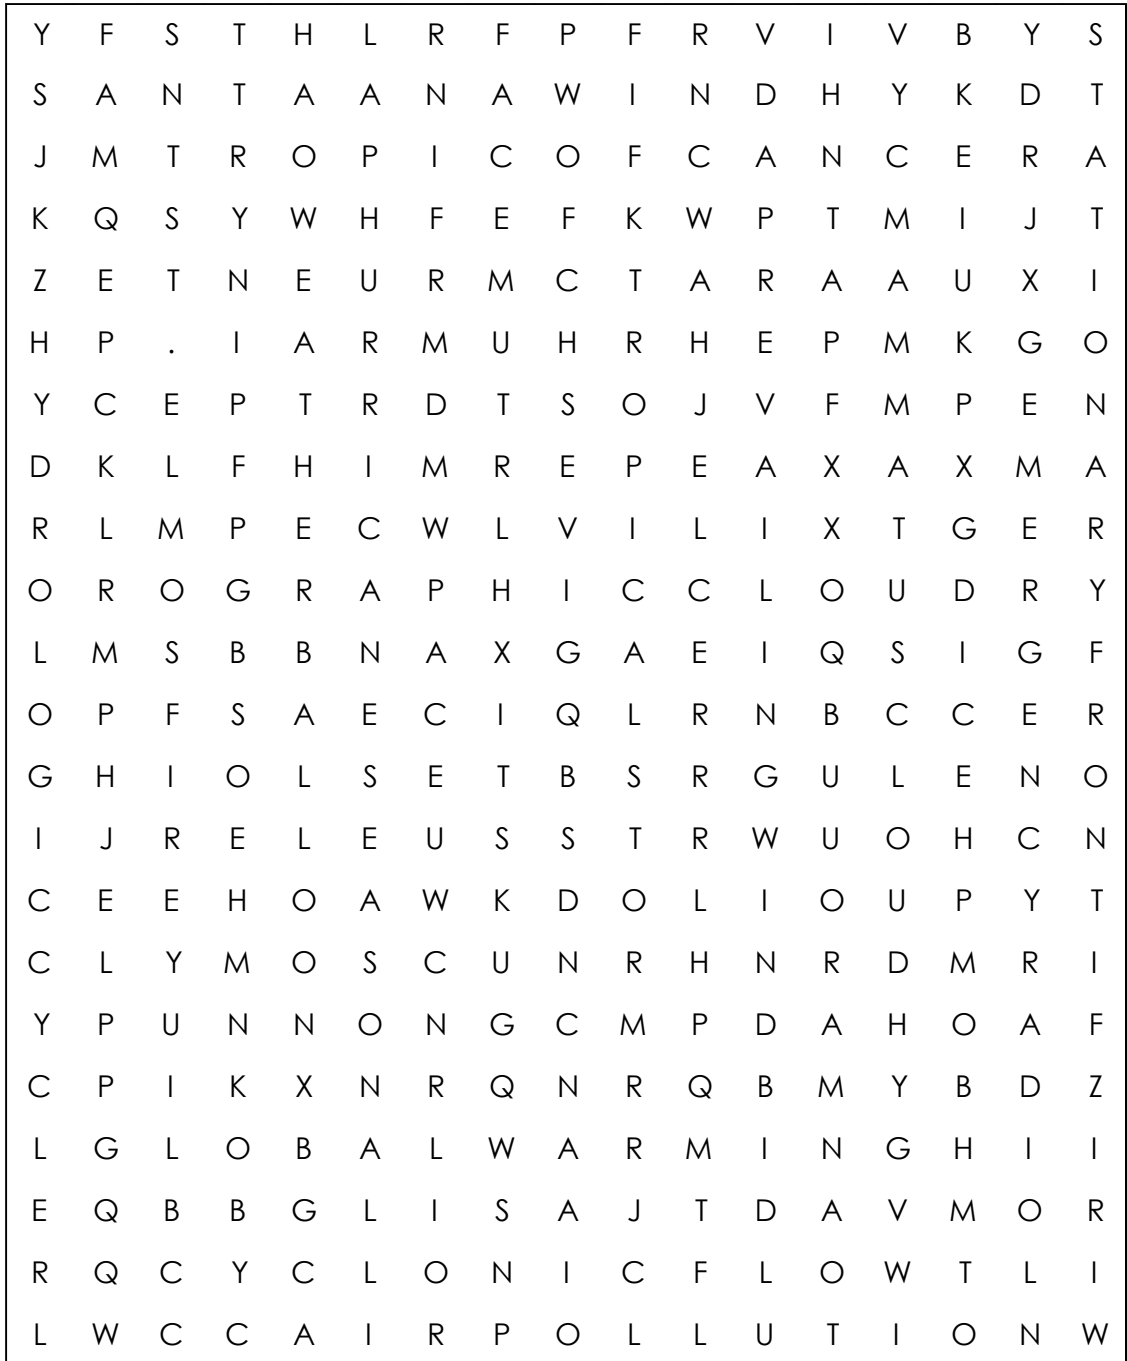 Y F S T H L R F P F R V I V B Y S
S A N T A A N A W I N D H Y K D T
J M T R O P I C O F C A N C E R A
K Q S Y W H F E F K W P T M I J T
Z E T N E U R M C T A R A A U X I
H P . I A R M U H R H E P M K G O
Y C E P T R D T S O J V F M P E N
D K L F H I M R E P E A X A X M A
R L M P E C W L V I L I X T G E R
O R O G R A P H I C C L O U D R Y
L M S B B N A X G A E I Q S I G F
O P F S A E C I Q L R N B C C E R
G H I O L S E T B S R G U L E N O
I J R E L E U S S T R W U O H C N
C E E H O A W K D O L I O U P Y T
C L Y M O S C U N R H N R D M R I
Y P U N N O N G C M P D A H O A F
C P I K X N R Q N R Q B M Y B D Z
L G L O B A L W A R M I N G H I I
E Q B B G L I S A J T D A V M O R
R Q C Y C L O N I C F L O W T L I
L W C C A I R P O L L U T I O N W